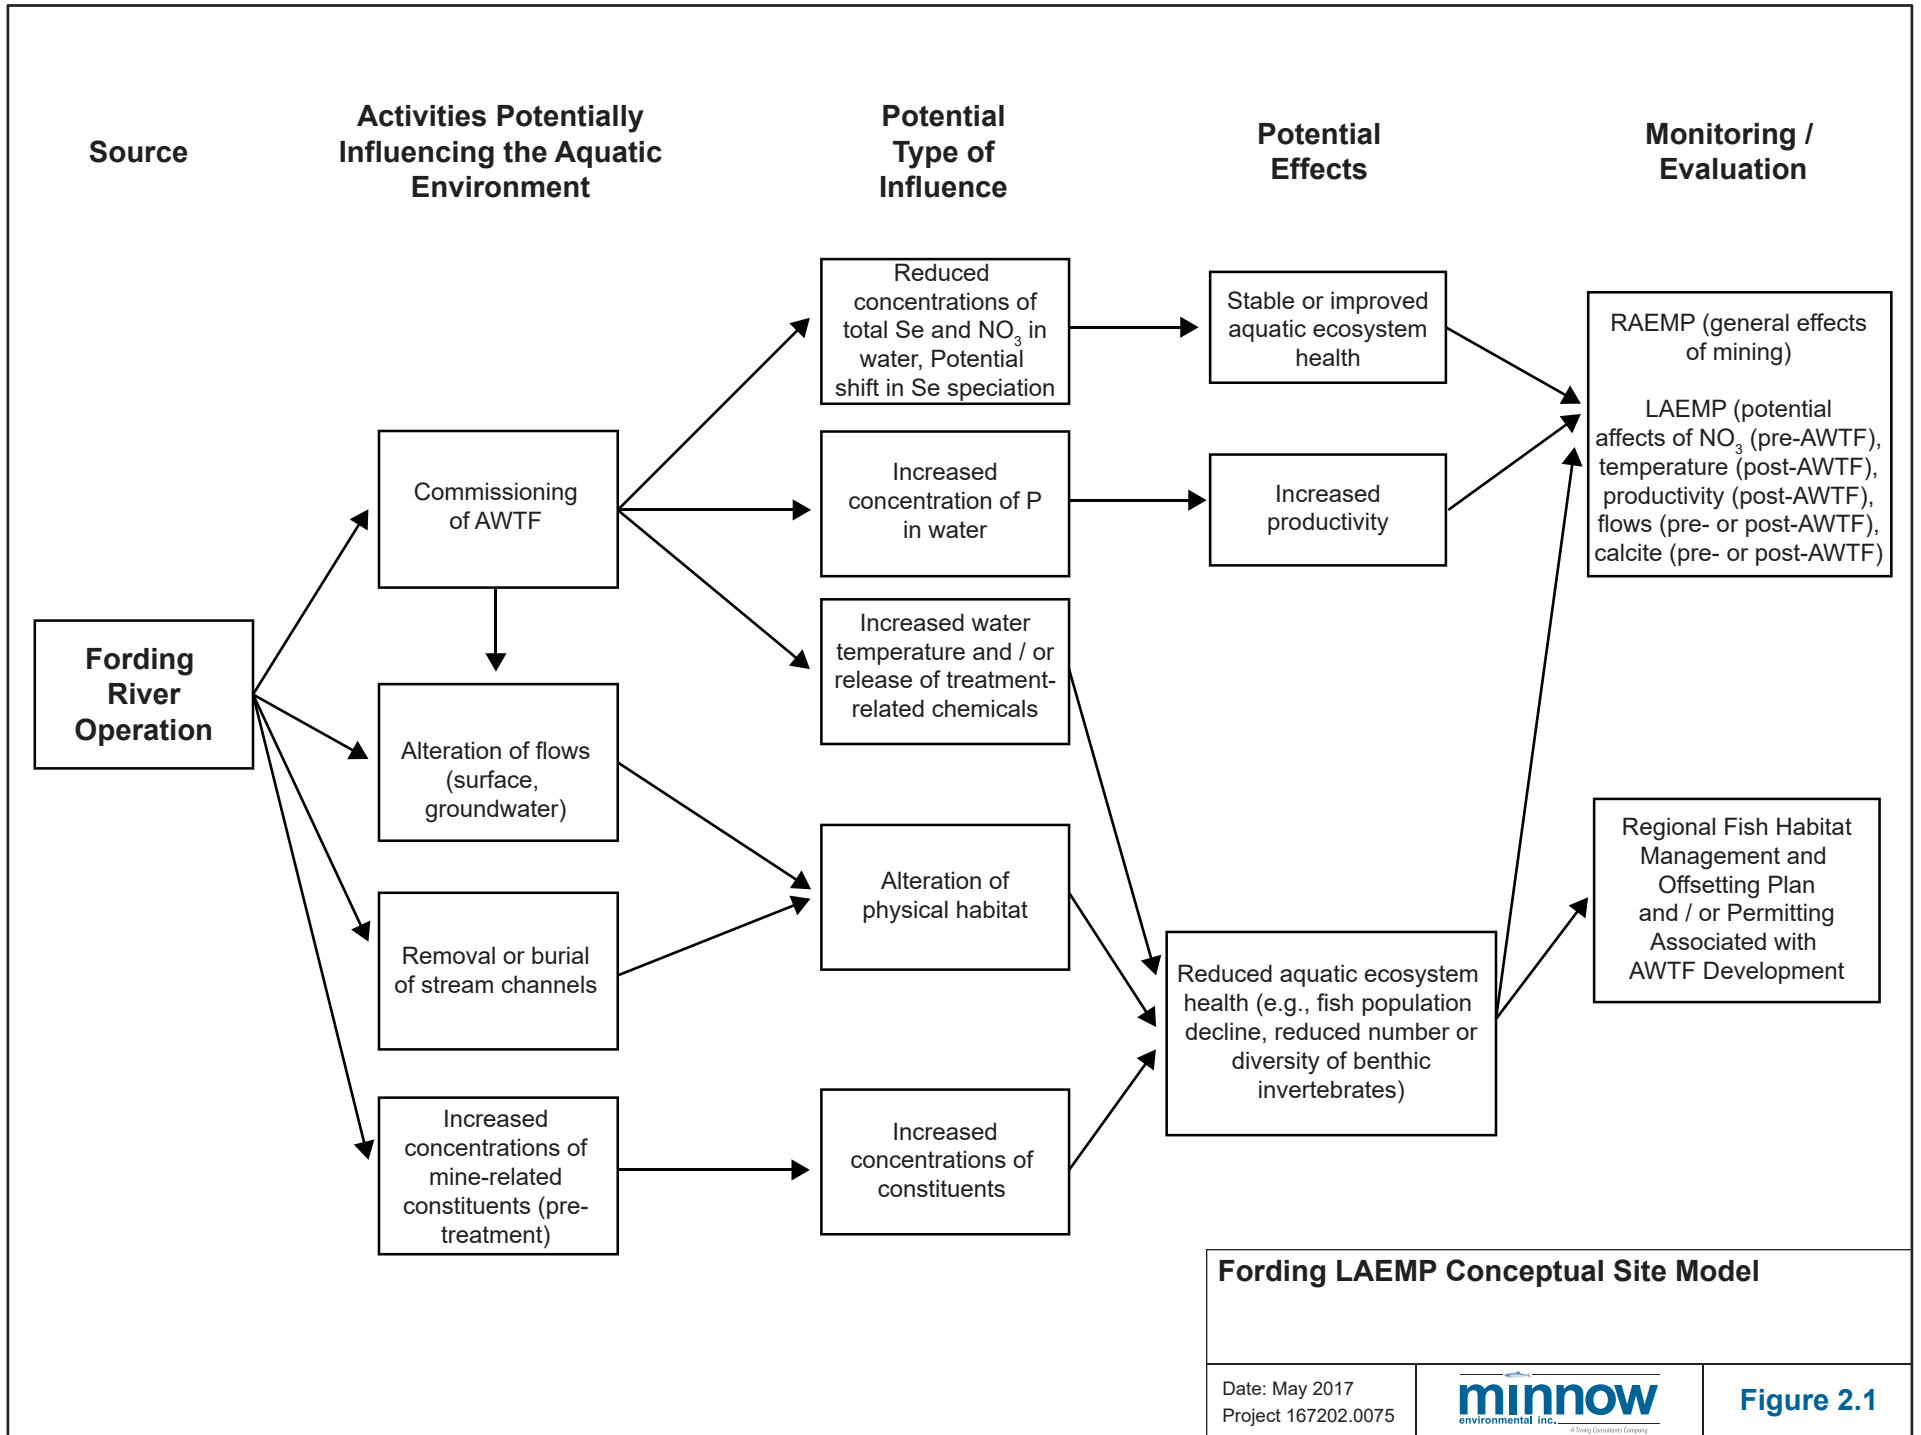 Source
Activities Potentially
Influencing the Aquatic
Environment
Potential
Type of
Influence
Potential
Effects
Monitoring /
Evaluation
Fording
River
Operation
Commissioning
of AWTF
Alteration of flows
(surface,
groundwater)
Removal or burial
of stream channels
Increased
concentrations of
mine-related
constituents (pre-
treatment)
Reduced
concentrations of
total Se and NO3 in
water, Potential
shift in Se speciation
Increased
concentration of P
in water
Increased water
temperature and / or
release of treatment-
related chemicals
Alteration of
physical habitat
Increased
concentrations of
constituents
Stable or improved
aquatic ecosystem
health
Increased
productivity
Reduced aquatic ecosystem
health (e.g., fish population
decline, reduced number or
diversity of benthic
invertebrates)
RAEMP (general effects
of mining)
LAEMP (potential
affects of NO3 (pre-AWTF),
temperature (post-AWTF),
productivity (post-AWTF),
flows (pre- or post-AWTF),
calcite (pre- or post-AWTF)
Regional Fish Habitat
Management and
Offsetting Plan
and / or Permitting
Associated with
AWTF Development
Fording LAEMP Conceptual Site Model
Date: May 2017
Project 167202.0075
minnow
environmental inc.
A Trinity Consultants Company
Figure 2.1